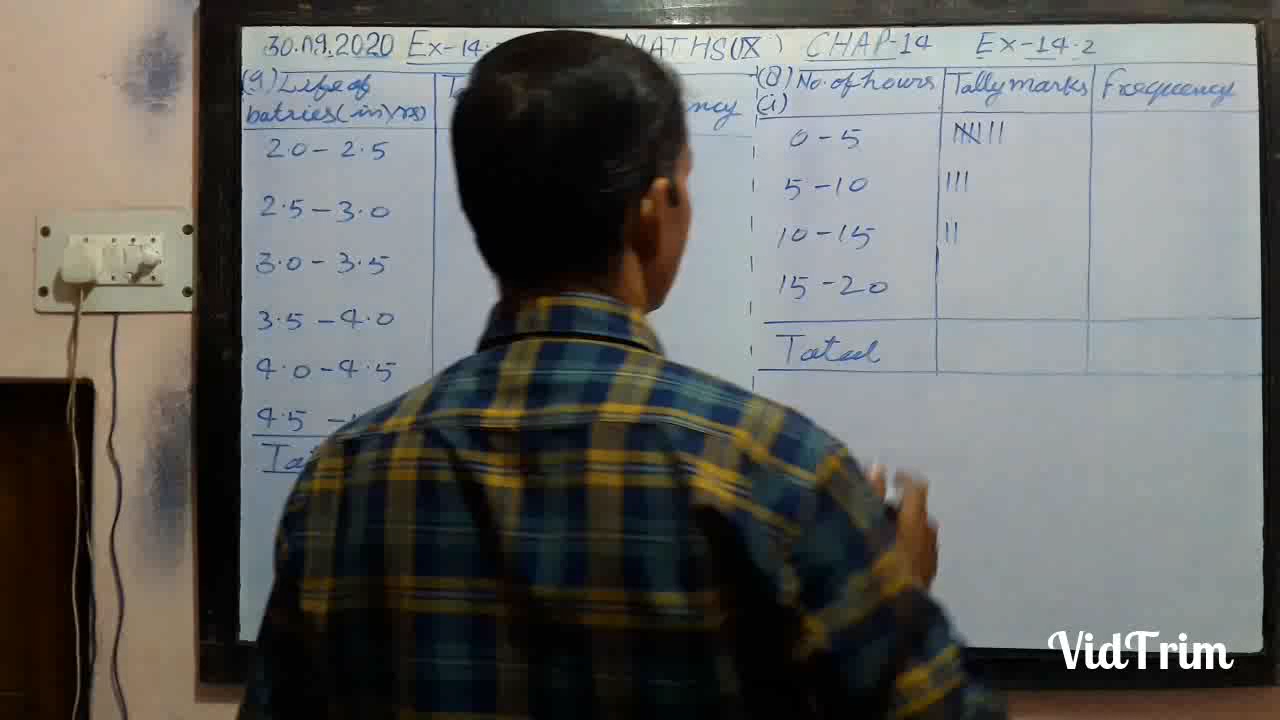 30.09.2020 Ex-14. MATHS(IX) CHAP-14 Ex-14.2
(9) Life of
batries(in yrs)
2.0 - 2.5
2.5 - 3.0
3.0 - 3.5
3.5 - 4.0
4.0 - 4.5
4.5 -
(8) No. of hours Tally marks Frequency
(i)
0 - 5 𝍸 ||
5 - 10 |||
10 - 15 ||
15 - 20
Total
VidTrim